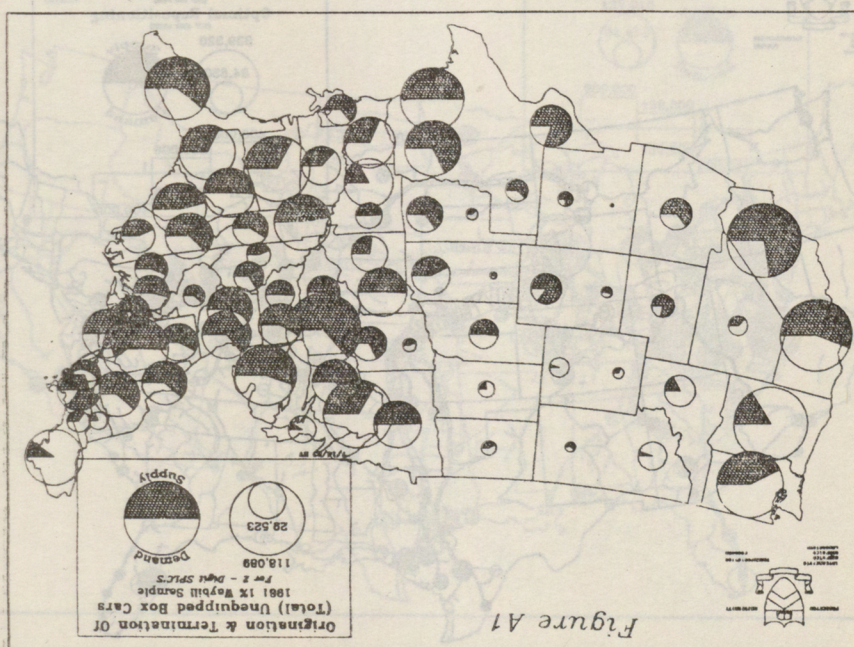 Figure A1
Origination & Termination Of
(Total) Unequipped Box Cars
1981 1% Waybill Sample
For 2 - Digit SPLC'S
118,089
29,523
Demand
Supply